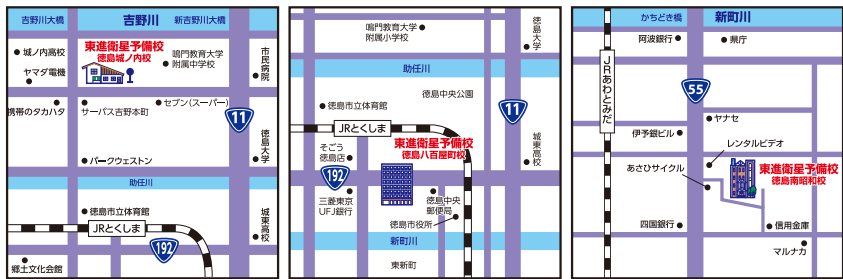 吉野川大橋
吉野川
新吉野川大橋
城ノ内高校
東進衛星予備校
徳島城ノ内校
鳴門教育大学
附属中学校
市民病院
ヤマダ電機
携帯のタカハタ
サーパス吉野本町
セブン(スーパー)
11
パークウェストン
徳島大学
助任川
徳島市立体育館
JRとくしま
192
城東高校
郷土文化会館
鳴門教育大学
附属小学校
徳島大学
助任川
徳島中央公園
徳島市立体育館
11
JRとくしま
東進衛星予備校
徳島八百屋町校
そごう
徳島店
192
城東高校
三菱東京
UFJ銀行
徳島中央
郵便局
徳島市役所
新町川
東新町
かちどき橋
新町川
阿波銀行
県庁
JRあわとみだ
55
ヤナセ
伊予銀ビル
レンタルビデオ
あさひサイクル
東進衛星予備校
徳島南昭和校
四国銀行
信用金庫
マルナカ